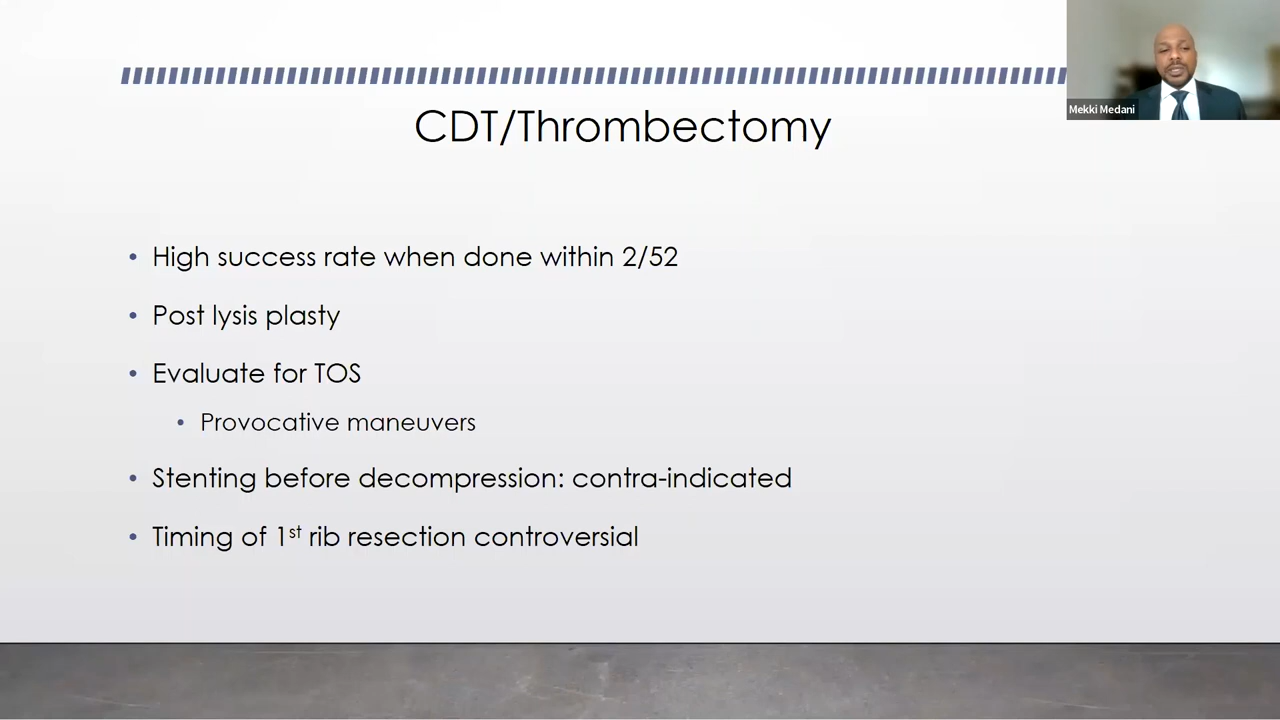 Mekki Medani
CDT/Thrombectomy
• High success rate when done within 2/52
• Post lysis plasty
• Evaluate for TOS
• Provocative maneuvers
• Stenting before decompression: contra-indicated
• Timing of 1st rib resection controversial